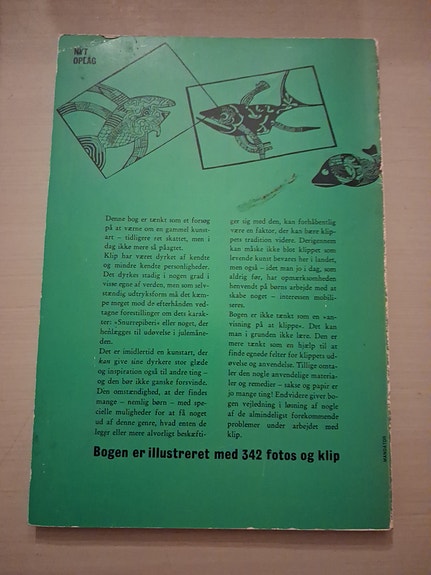 NYT
OPLAG
Denne bog er tænkt som et forsøg
på at værne om en gammel kunst-
art – tidligere ret skattet, men i
dag ikke mere så påagtet.
Klip har været dyrket af kendte
og mindre kendte personligheder.
Det dyrkes stadig i nogen grad i
visse egne af verden, men som selv-
stændig udtryksform må det kæm-
pe meget mod de efterhånden ved-
tagne forestillinger om dets karak-
ter: »Snurrepiberi« eller noget, der
henlægges til udøvelse i julemåne-
den.
Det er imidlertid en kunstart, der
kan give sine dyrkere stor glæde
og inspiration også til andre ting –
og den bør ikke ganske forsvinde.
Den omstændighed, at der findes
mange – nemlig børn – med spe-
cielle muligheder for at få noget
ud af denne genre, hvad enten de
leger eller mere alvorligt beskæfti-
ger sig med den, kan forhåbentlig
være en faktor, der kan bære klip-
pets tradition videre. Derigennem
kan måske ikke blot klippet som
levende kunst bevares her i landet,
men også – idet man jo i dag, som
aldrig før, har opmærksomheden
henvendt på børns arbejde med at
skabe noget – interessen mobili-
seres.
Bogen er ikke tænkt som en »an-
visning på at klippe«. Det kan
man i grunden ikke lære. Den er
mere tænkt som en hjælp til at
finde egnede felter for klippets ud-
øvelse og anvendelse. Tillige omta-
ler den nogle anvendelige materia-
ler og remedier – sakse og papir er
jo mange ting! Endvidere giver bo-
gen vejledning i løsning af nogle
af de almindeligst forekommende
problemer under arbejdet med
klip.
Bogen er illustreret med 342 fotos og klip